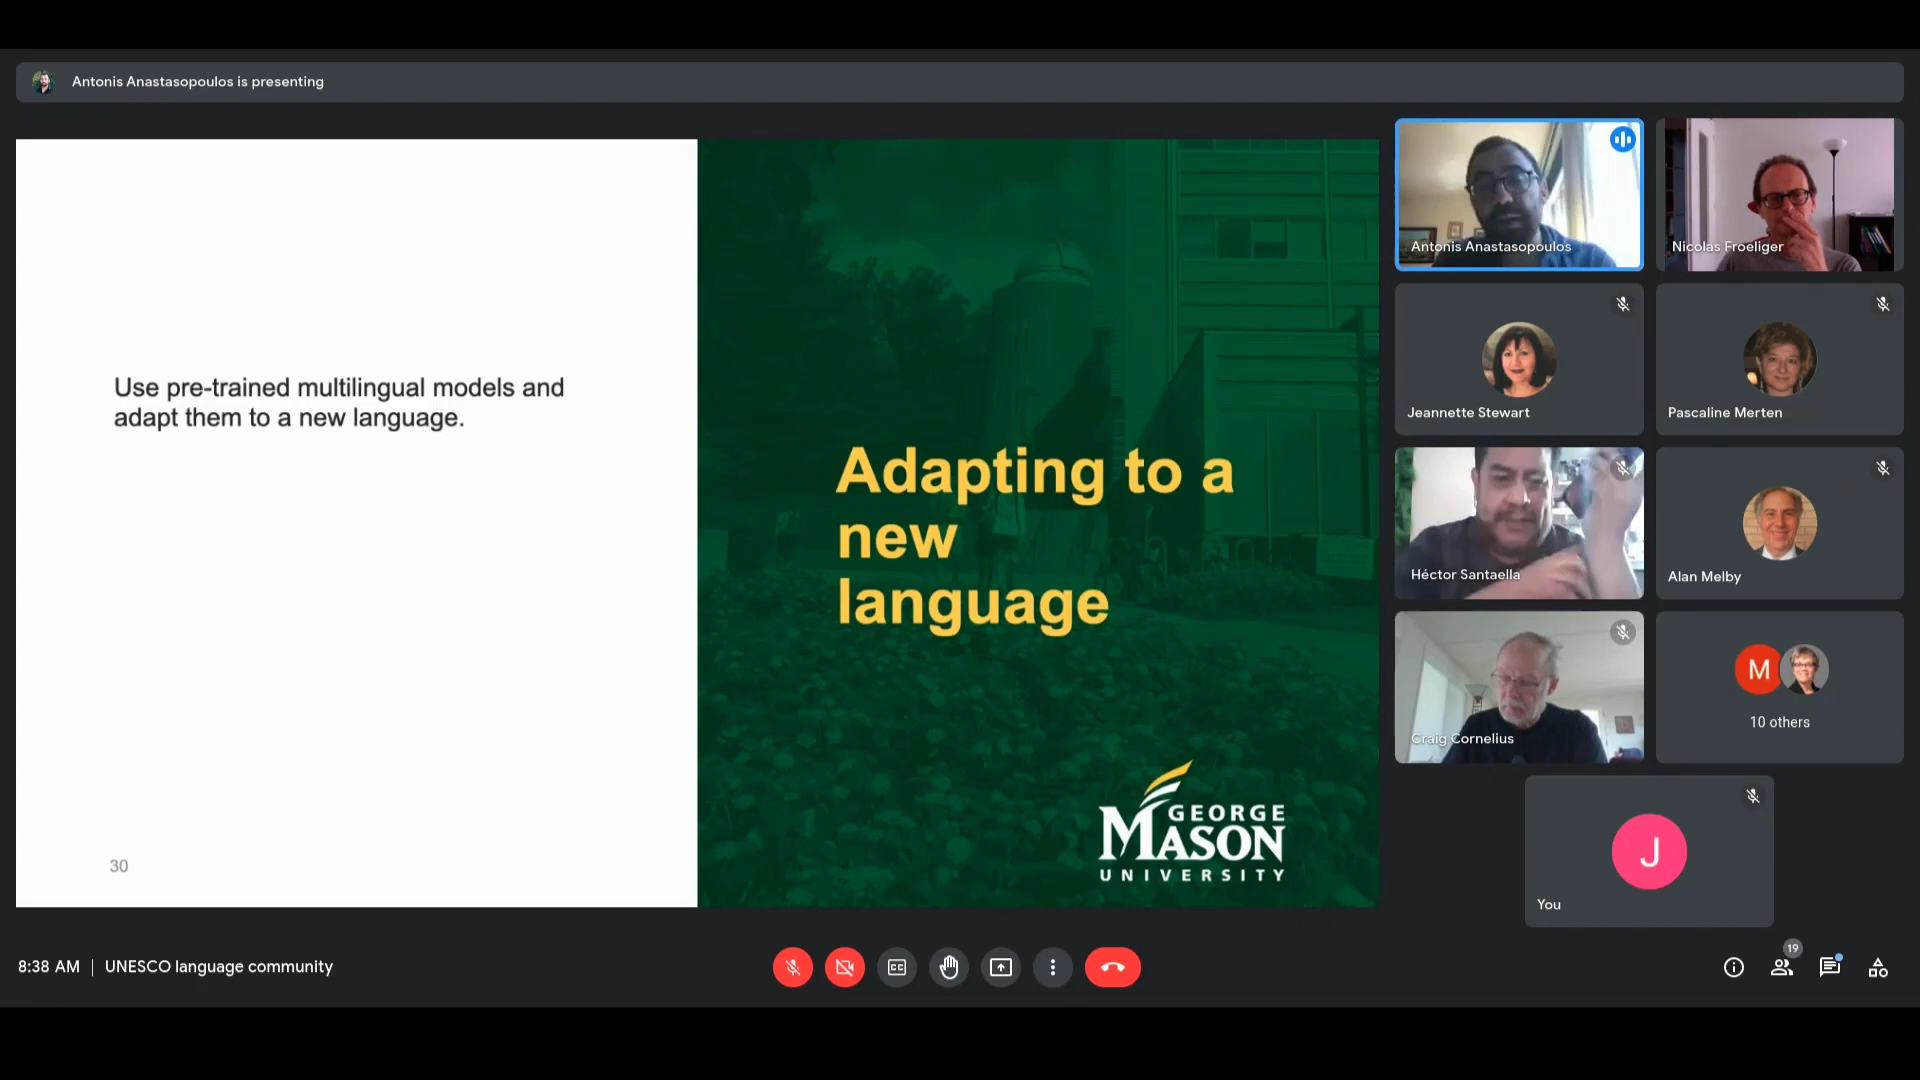 Antonis Anastasopoulos is presenting
Use pre-trained multilingual models and
adapt them to a new language.
30
Adapting to a
new
language
GEORGE
MASON
UNIVERSITY
Antonis Anastasopoulos
Nicolas Froeliger
Jeannette Stewart
Pascaline Merten
Héctor Santaella
Alan Melby
Craig Cornelius
M
10 others
J
You
8:38 AM | UNESCO language community
CC
19